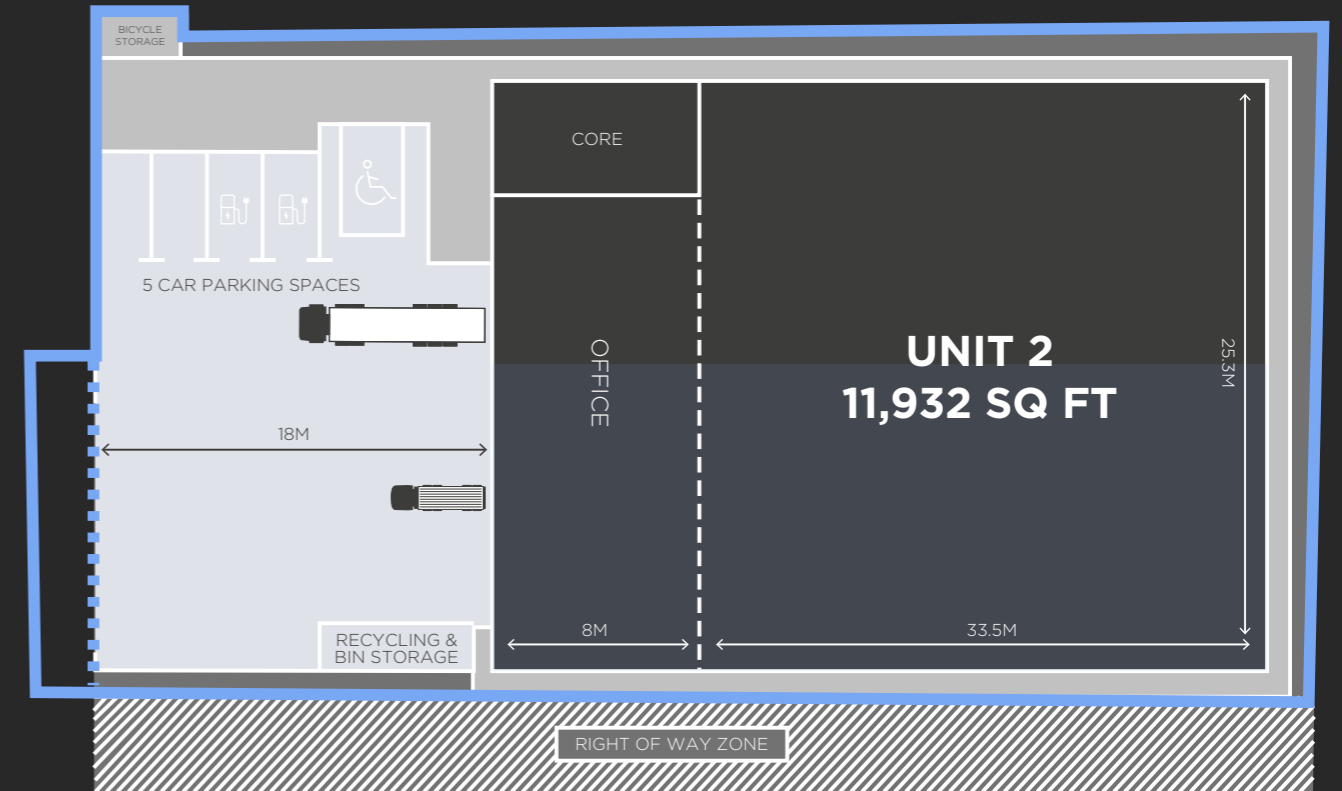 BICYCLE
STORAGE
CORE
5 CAR PARKING SPACES
OFFICE
UNIT 2
11,932 SQ FT
25.3M
18M
8M
33.5M
RECYCLING &
BIN STORAGE
RIGHT OF WAY ZONE